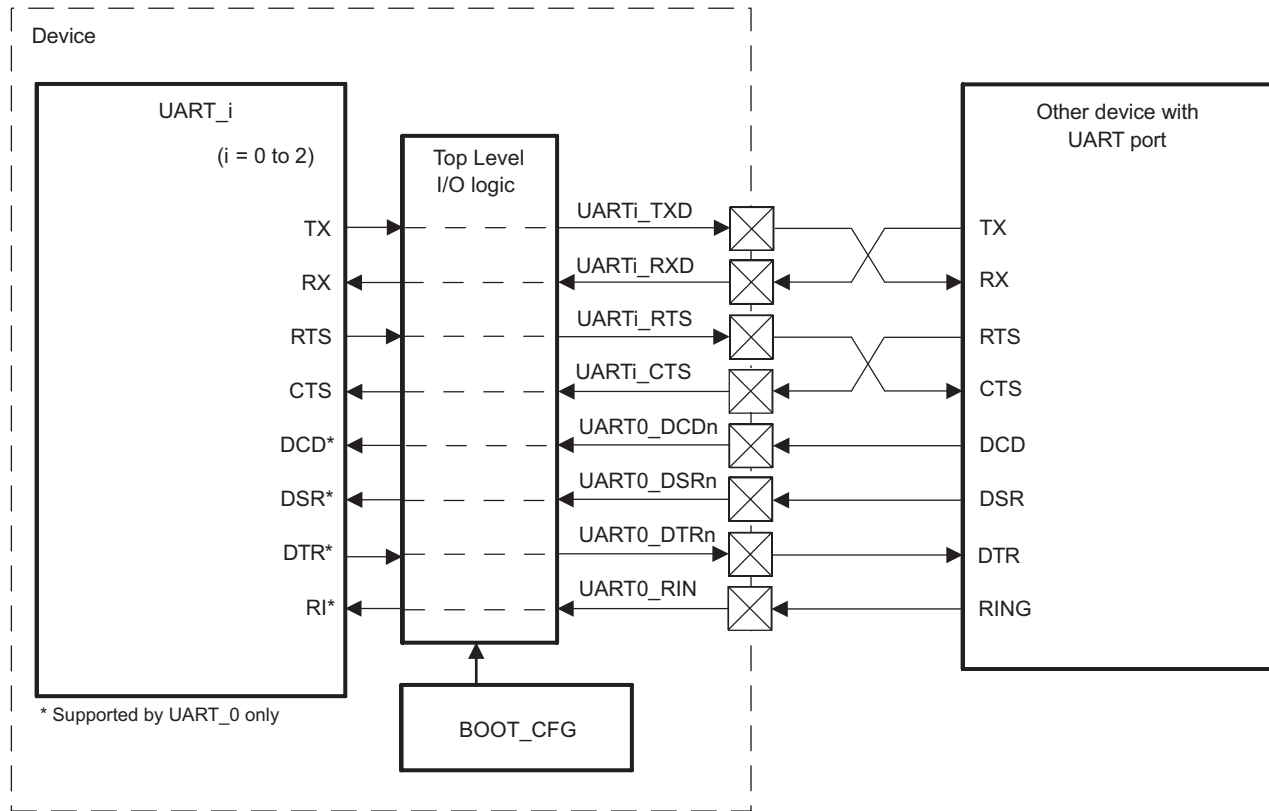 Device
UART_i
(i = 0 to 2)
Top Level
I/O logic
Other device with
UART port
TX
UARTi_TXD
TX
RX
UARTi_RXD
RX
RTS
UARTi_RTS
RTS
CTS
UARTi_CTS
CTS
DCD*
UART0_DCDn
DCD
DSR*
UART0_DSRn
DSR
DTR*
UART0_DTRn
DTR
RI*
UART0_RIN
RING
* Supported by UART_0 only
BOOT_CFG